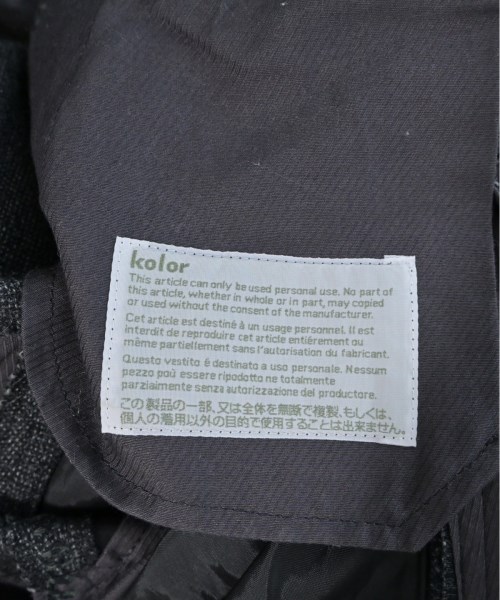 kolor
This article can only be used personal use. No part of
this article, whether in whole or in part, may copied
or used without the consent of the manufacturer.
Cet article est destiné à un usage personnel. Il est
interdit de reproduire cet article entiérement ou
même partiellement sans l'autorisation du fabricant.
Questo vestito é destinato a uso personale. Nessum
pezzo poú essere ripodotto ne totalmente
parziaimente senza autorizzazione del productore.
この製品の一部、又は全体を無断で複製、もしくは、
個人の着用以外の目的で使用することは出来ません。